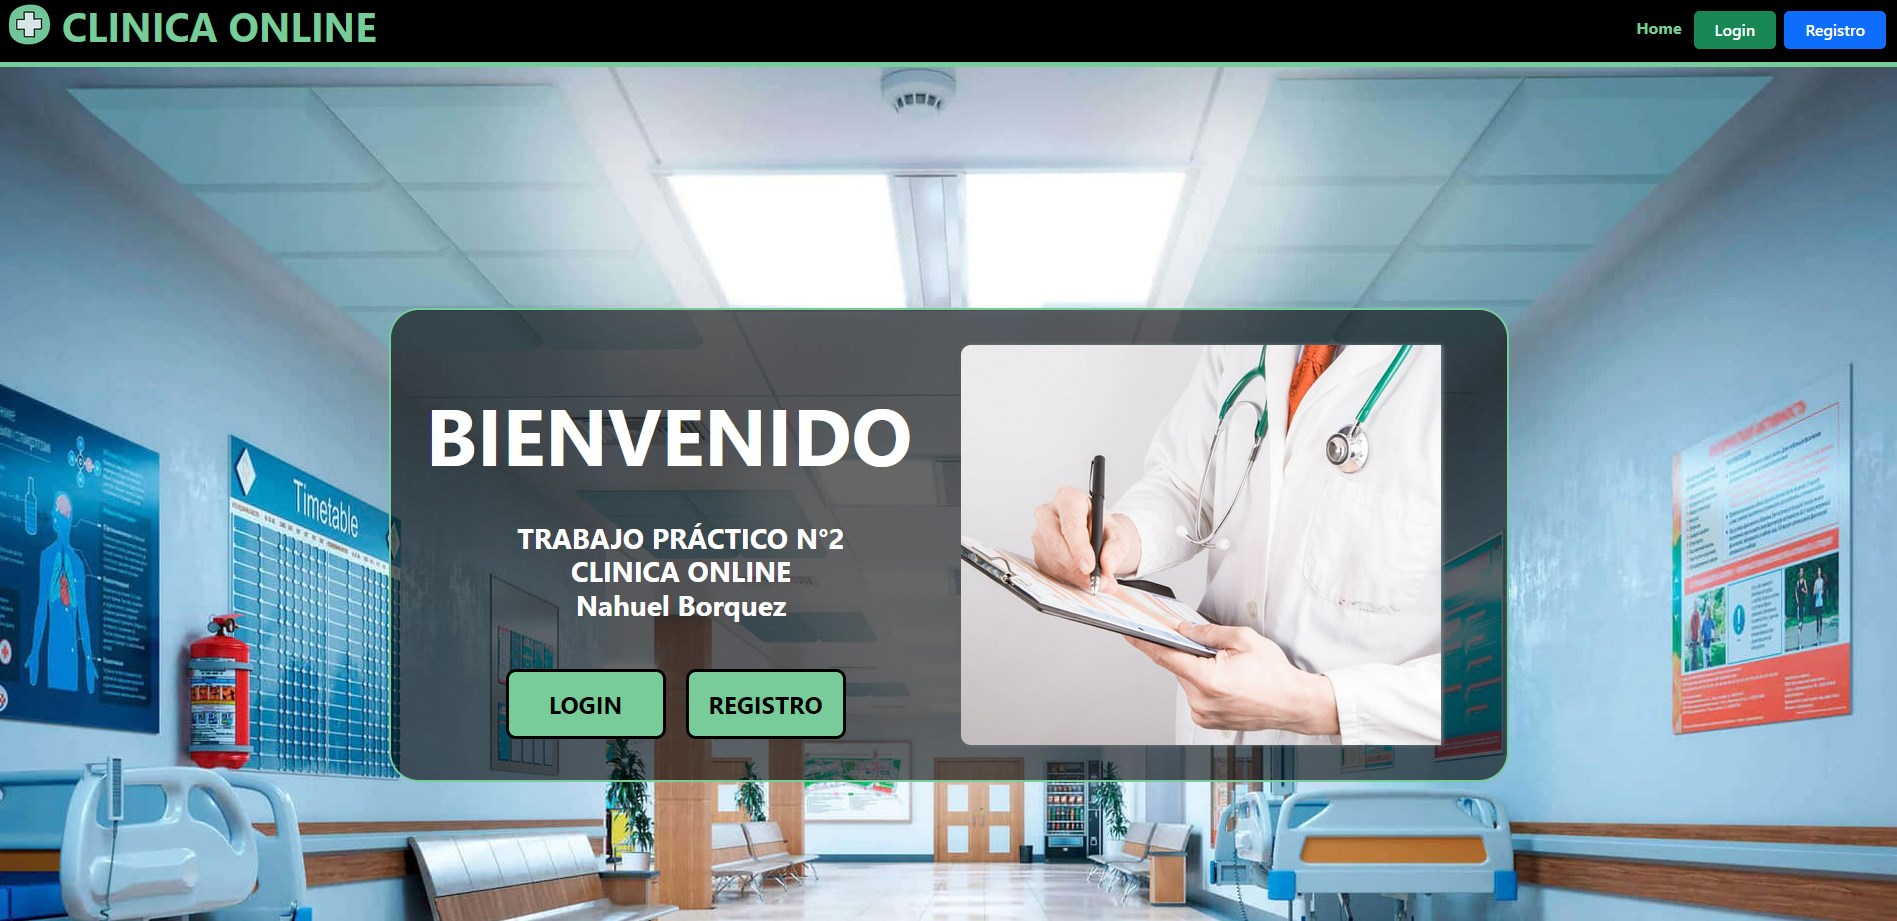 CLINICA ONLINE
Home
Login
Registro
Timetable
BIENVENIDO
TRABAJO PRÁCTICO N°2
CLINICA ONLINE
Nahuel Borquez
LOGIN
REGISTRO